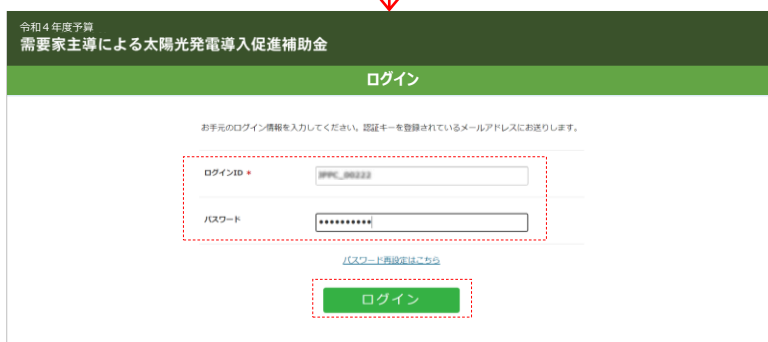 令和4年度予算
需要家主導による太陽光発電導入促進補助金
ログイン
お手元のログイン情報を入力してください。認証キーを登録されているメールアドレスにお送りします。
ログインID *
パスワード
••••••••••
パスワード再設定はこちら
ログイン